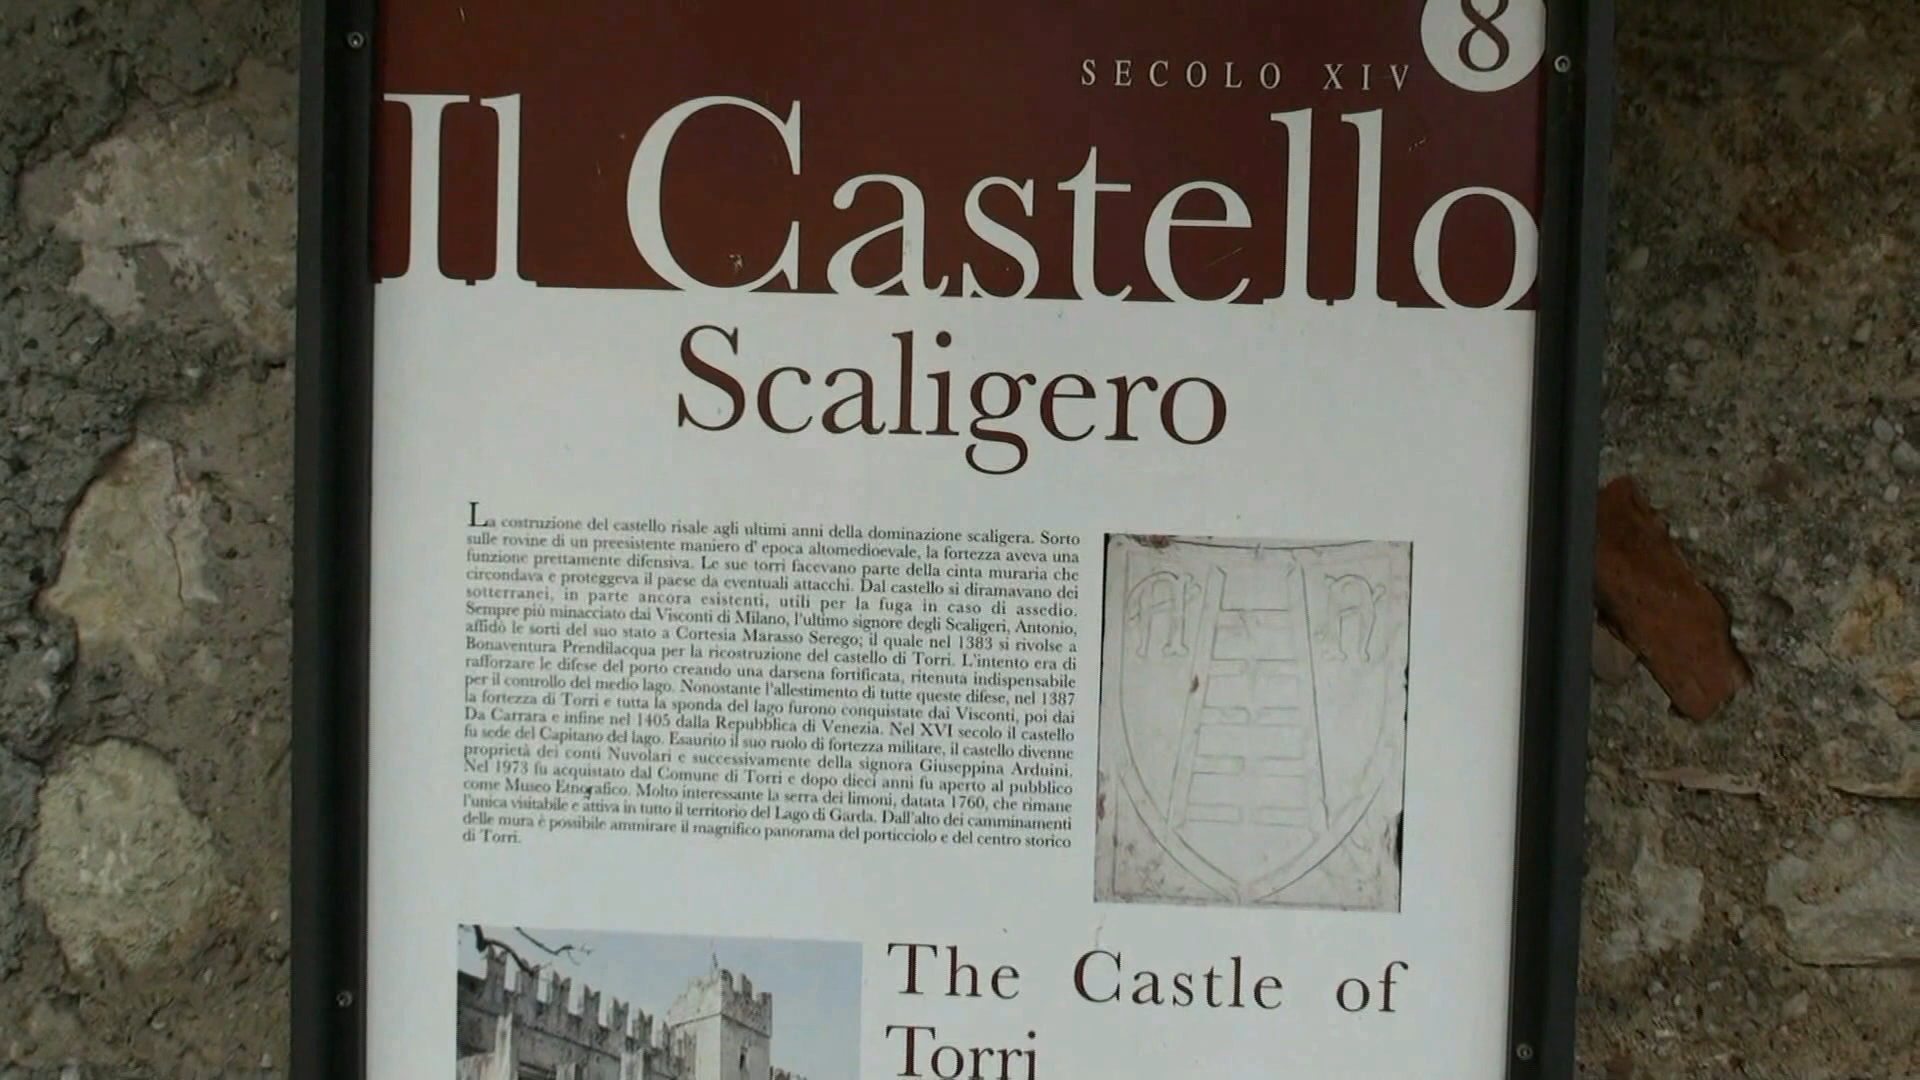 8
SECOLO XIV
Il Castello
Scaligero
La costruzione del castello risale agli ultimi anni della dominazione scaligera. Sorto
sulle rovine di un preesistente maniero d' epoca altomedioevale, la fortezza aveva una
funzione prettamente difensiva. Le sue torri facevano parte della cinta muraria che
circondava e proteggeva il paese da eventuali attacchi. Dal castello si diramavano dei
sotterranei, in parte ancora esistenti, utili per la fuga in caso di assedio.
Sempre più minacciato dai Visconti di Milano, l'ultimo signore degli Scaligeri, Antonio,
affidò le sorti del suo stato a Cortesia Marasso Serego; il quale nel 1383 si rivolse a
Bonaventura Prendilacqua per la ricostruzione del castello di Torri. L'intento era di
rafforzare le difese del porto creando una darsena fortificata, ritenuta indispensabile
per il controllo del medio lago. Nonostante l'allestimento di tutte queste difese, nel 1387
la fortezza di Torri e tutta la sponda del lago furono conquistate dai Visconti, poi dai
Da Carrara e infine nel 1405 dalla Repubblica di Venezia. Nel XVI secolo il castello
fu sede del Capitano del lago. Esaurito il suo ruolo di fortezza militare, il castello divenne
proprietà dei conti Nuvolari e successivamente della signora Giuseppina Arduini.
Nel 1973 fu acquistato dal Comune di Torri e dopo dieci anni fu aperto al pubblico
come Museo Etnografico. Molto interessante la serra dei limoni, datata 1760, che rimane
l'unica visitabile e attiva in tutto il territorio del Lago di Garda. Dall'alto dei camminamenti
delle mura è possibile ammirare il magnifico panorama del porticciolo e del centro storico
di Torri.
The Castle of
Torri